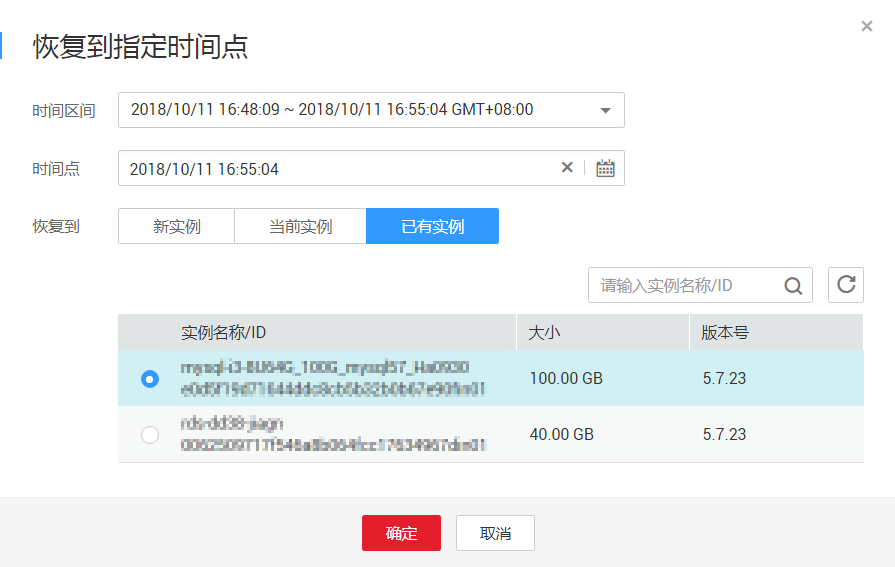 恢复到指定时间点
时间区间 2018/10/11 16:48:09 ~ 2018/10/11 16:55:04 GMT+08:00
时间点 2018/10/11 16:55:04
恢复到 新实例 当前实例 已有实例
请输入实例名称/ID
实例名称/ID 大小 版本号
100.00 GB 5.7.23
40.00 GB 5.7.23
确定 取消